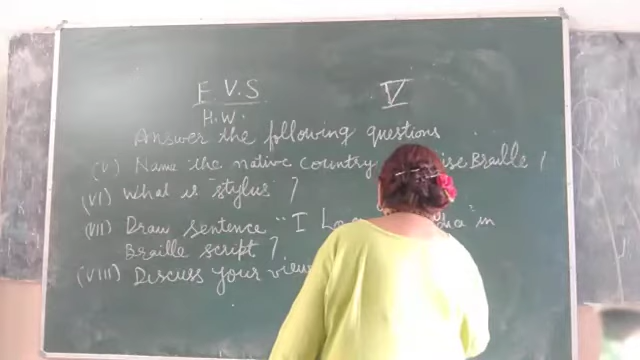 E.V.S V
H.W.
Answer the following questions
(V) Name the native country Braille
(VI) What is stylus ?
(VII) Draw sentence "I in
Braille script ?
(VIII) Discuss your